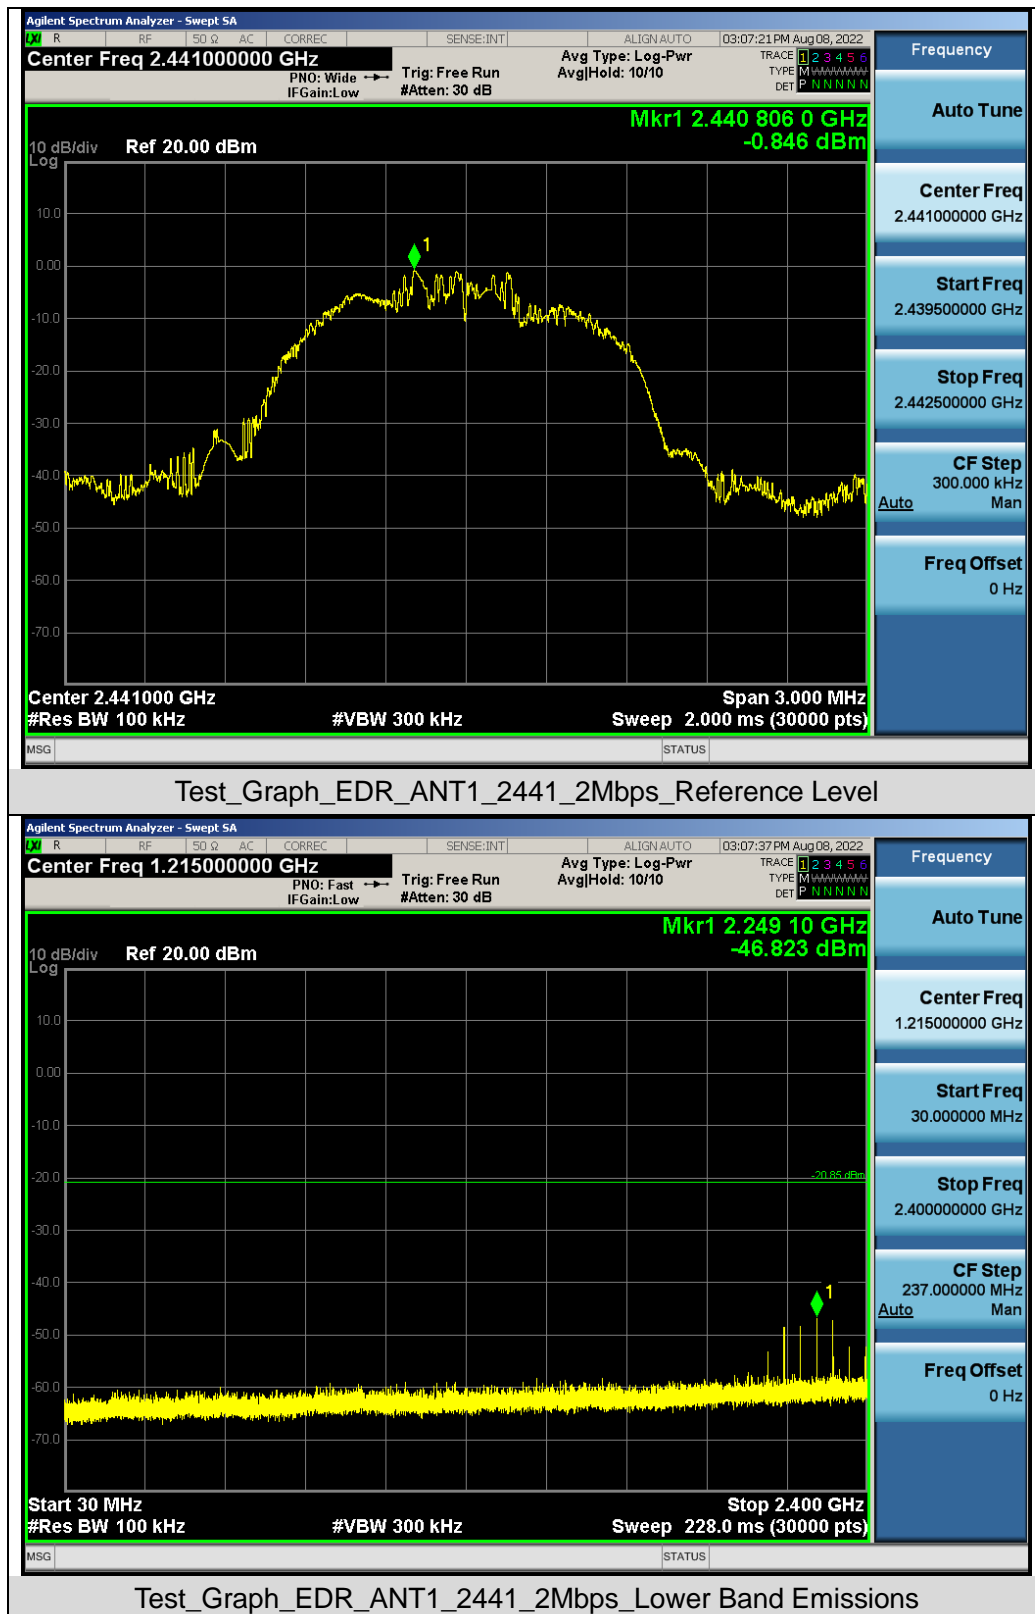 Agilent Spectrum Analyzer - Swept SA
LXI R RF 50 Ω AC CORREC SENSE:INT ALIGN AUTO 03:07:21 PM Aug 08, 2022
Center Freq 2.441000000 GHz
PNO: Wide
IFGain:Low
Trig: Free Run
#Atten: 30 dB
Avg Type: Log-Pwr
Avg|Hold: 10/10
TRACE 1 2 3 4 5 6
TYPE M
DET P N N N N N
Mkr1 2.440 806 0 GHz
-0.846 dBm
10 dB/div Ref 20.00 dBm
Log
10.0
0.00
1
-10.0
-20.0
-30.0
-40.0
-50.0
-60.0
-70.0
Center 2.441000 GHz Span 3.000 MHz
#Res BW 100 kHz #VBW 300 kHz Sweep 2.000 ms (30000 pts)
MSG STATUS
Frequency
Auto Tune
Center Freq
2.441000000 GHz
Start Freq
2.439500000 GHz
Stop Freq
2.442500000 GHz
CF Step
300.000 kHz
Auto Man
Freq Offset
0 Hz
Test_Graph_EDR_ANT1_2441_2Mbps_Reference Level
Agilent Spectrum Analyzer - Swept SA
LXI R RF 50 Ω AC CORREC SENSE:INT ALIGN AUTO 03:07:37 PM Aug 08, 2022
Center Freq 1.215000000 GHz
PNO: Fast
IFGain:Low
Trig: Free Run
#Atten: 30 dB
Avg Type: Log-Pwr
Avg|Hold: 10/10
TRACE 1 2 3 4 5 6
TYPE M
DET P N N N N N
Mkr1 2.249 10 GHz
-46.823 dBm
10 dB/div Ref 20.00 dBm
Log
10.0
0.00
-10.0
-20.0
-20.85 dBm
-30.0
-40.0
1
-50.0
-60.0
-70.0
Start 30 MHz Stop 2.400 GHz
#Res BW 100 kHz #VBW 300 kHz Sweep 228.0 ms (30000 pts)
MSG STATUS
Frequency
Auto Tune
Center Freq
1.215000000 GHz
Start Freq
30.000000 MHz
Stop Freq
2.400000000 GHz
CF Step
237.000000 MHz
Auto Man
Freq Offset
0 Hz
Test_Graph_EDR_ANT1_2441_2Mbps_Lower Band Emissions